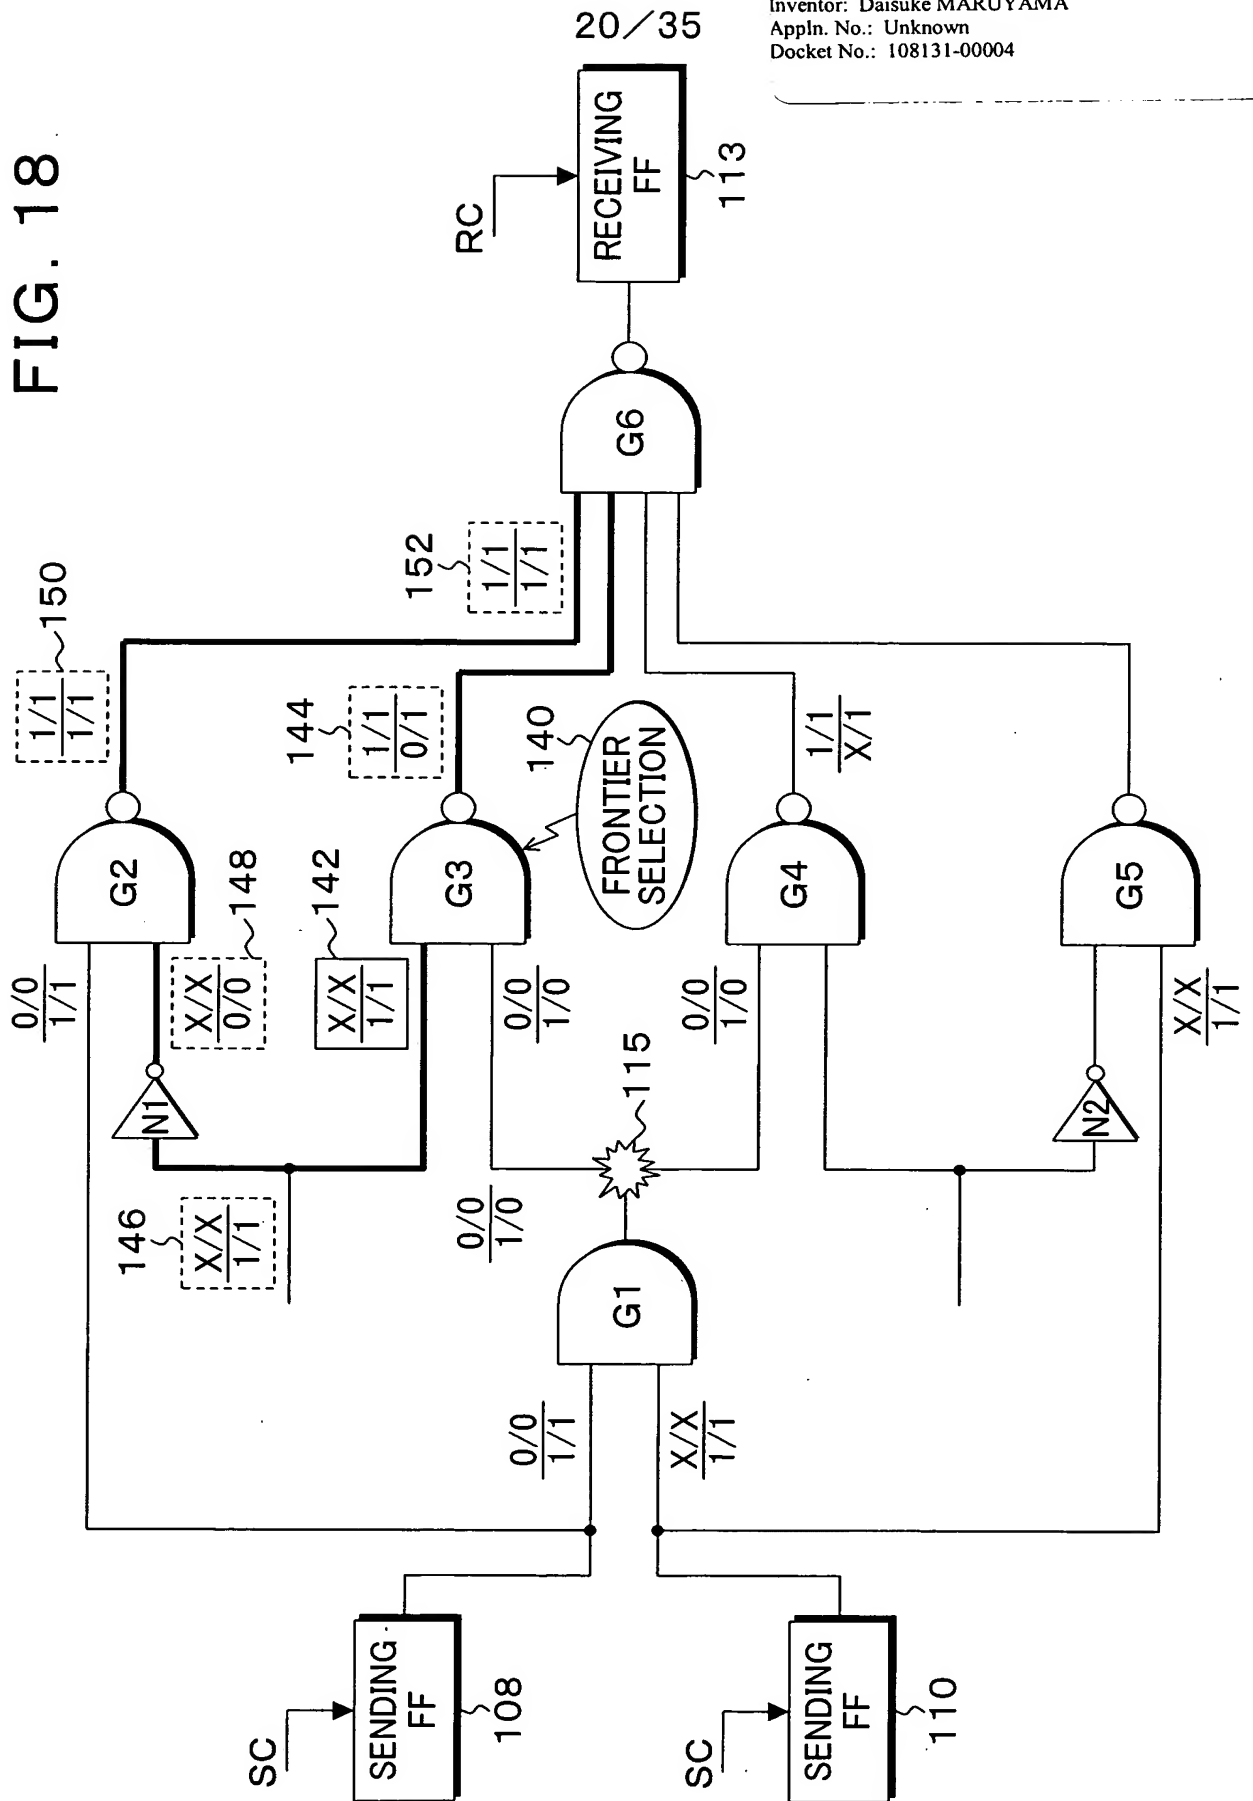 Inventor: Daisuke MARUYAMA
Appln. No.: Unknown
Docket No.: 108131-00004
20/35
FIG. 18
SC
SENDING
FF
108
SC
SENDING
FF
110
0/0
1/1
X/X
1/1
G1
115
0/0
1/0
146
X/X
1/1
N1
0/0
1/1
X/X
0/0
148
G2
1/1
1/1
150
X/X
1/1
142
0/0
1/0
G3
144
1/1
0/1
140
FRONTIER
SELECTION
0/0
1/0
G4
1/1
X/1
N2
X/X
1/1
G5
152
1/1
1/1
G6
RC
RECEIVING
FF
113